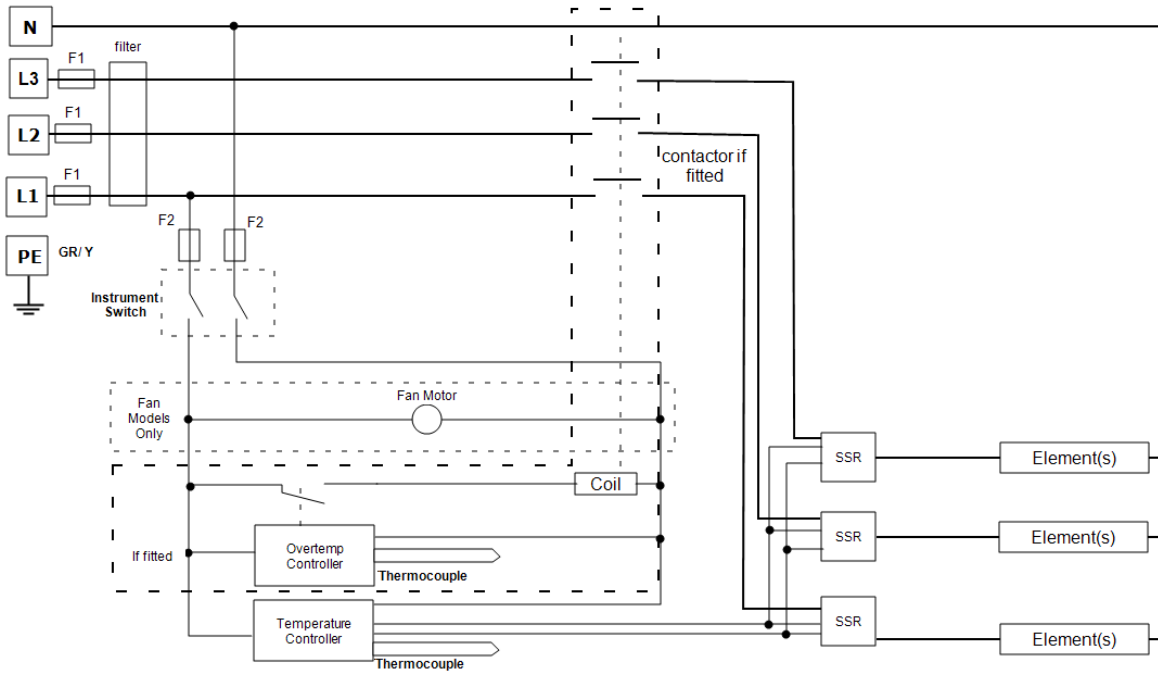 N
L3
F1
filter
L2
F1
L1
F1
PE
GR/ Y
F2
F2
contactor if
fitted
Instrument
Switch
Fan
Models
Only
Fan Motor
Coil
If fitted
Overtemp
Controller
Thermocouple
Temperature
Controller
Thermocouple
SSR
Element(s)
SSR
Element(s)
SSR
Element(s)